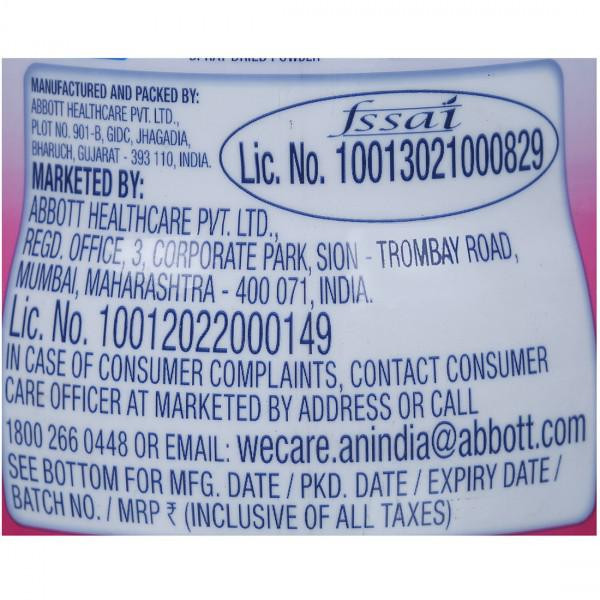 SPRAY DRIED POWDER
MANUFACTURED AND PACKED BY:
ABBOTT HEALTHCARE PVT. LTD.,
PLOT NO. 901-B, GIDC, JHAGADIA,
BHARUCH, GUJARAT - 393 110, INDIA.
fssai
Lic. No. 10013021000829
MARKETED BY:
ABBOTT HEALTHCARE PVT. LTD.,
REGD. OFFICE, 3, CORPORATE PARK, SION - TROMBAY ROAD,
MUMBAI, MAHARASHTRA - 400 071, INDIA.
Lic. No. 10012022000149
IN CASE OF CONSUMER COMPLAINTS, CONTACT CONSUMER
CARE OFFICER AT MARKETED BY ADDRESS OR CALL
1800 266 0448 OR EMAIL: wecare.anindia@abbott.com
SEE BOTTOM FOR MFG. DATE / PKD. DATE / EXPIRY DATE /
BATCH NO. / MRP ₹ (INCLUSIVE OF ALL TAXES)